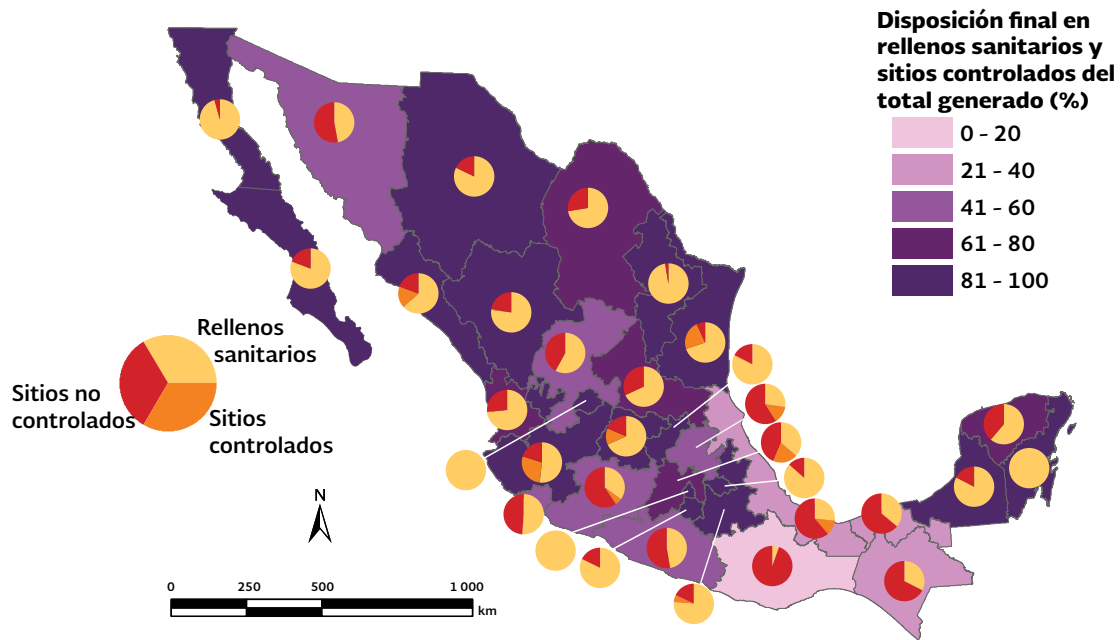 Disposición final en
rellenos sanitarios y
sitios controlados del
total generado (%)
0 – 20
21 – 40
41 – 60
61 – 80
81 – 100
Rellenos
sanitarios
Sitios no
controlados
Sitios
controlados
N
0 250 500 1 000
km